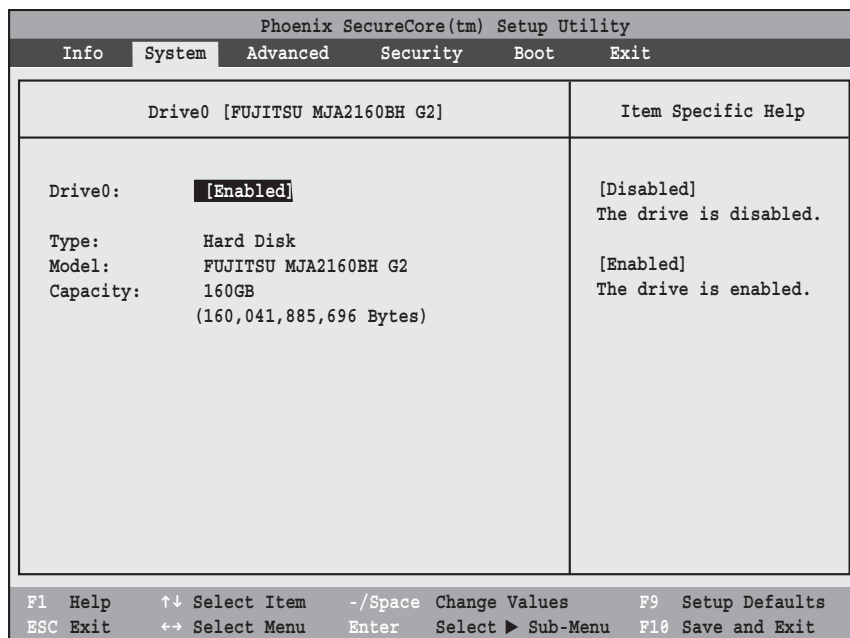 Phoenix SecureCore(tm) Setup Utility
Info System Advanced Security Boot Exit
Drive0 [FUJITSU MJA2160BH G2]
Drive0: [Enabled]
Type: Hard Disk
Model: FUJITSU MJA2160BH G2
Capacity: 160GB
(160,041,885,696 Bytes)
Item Specific Help
[Disabled]
The drive is disabled.
[Enabled]
The drive is enabled.
F1 Help ↑↓ Select Item -/Space Change Values F9 Setup Defaults
ESC Exit ←→ Select Menu Enter Select ▶ Sub-Menu F10 Save and Exit